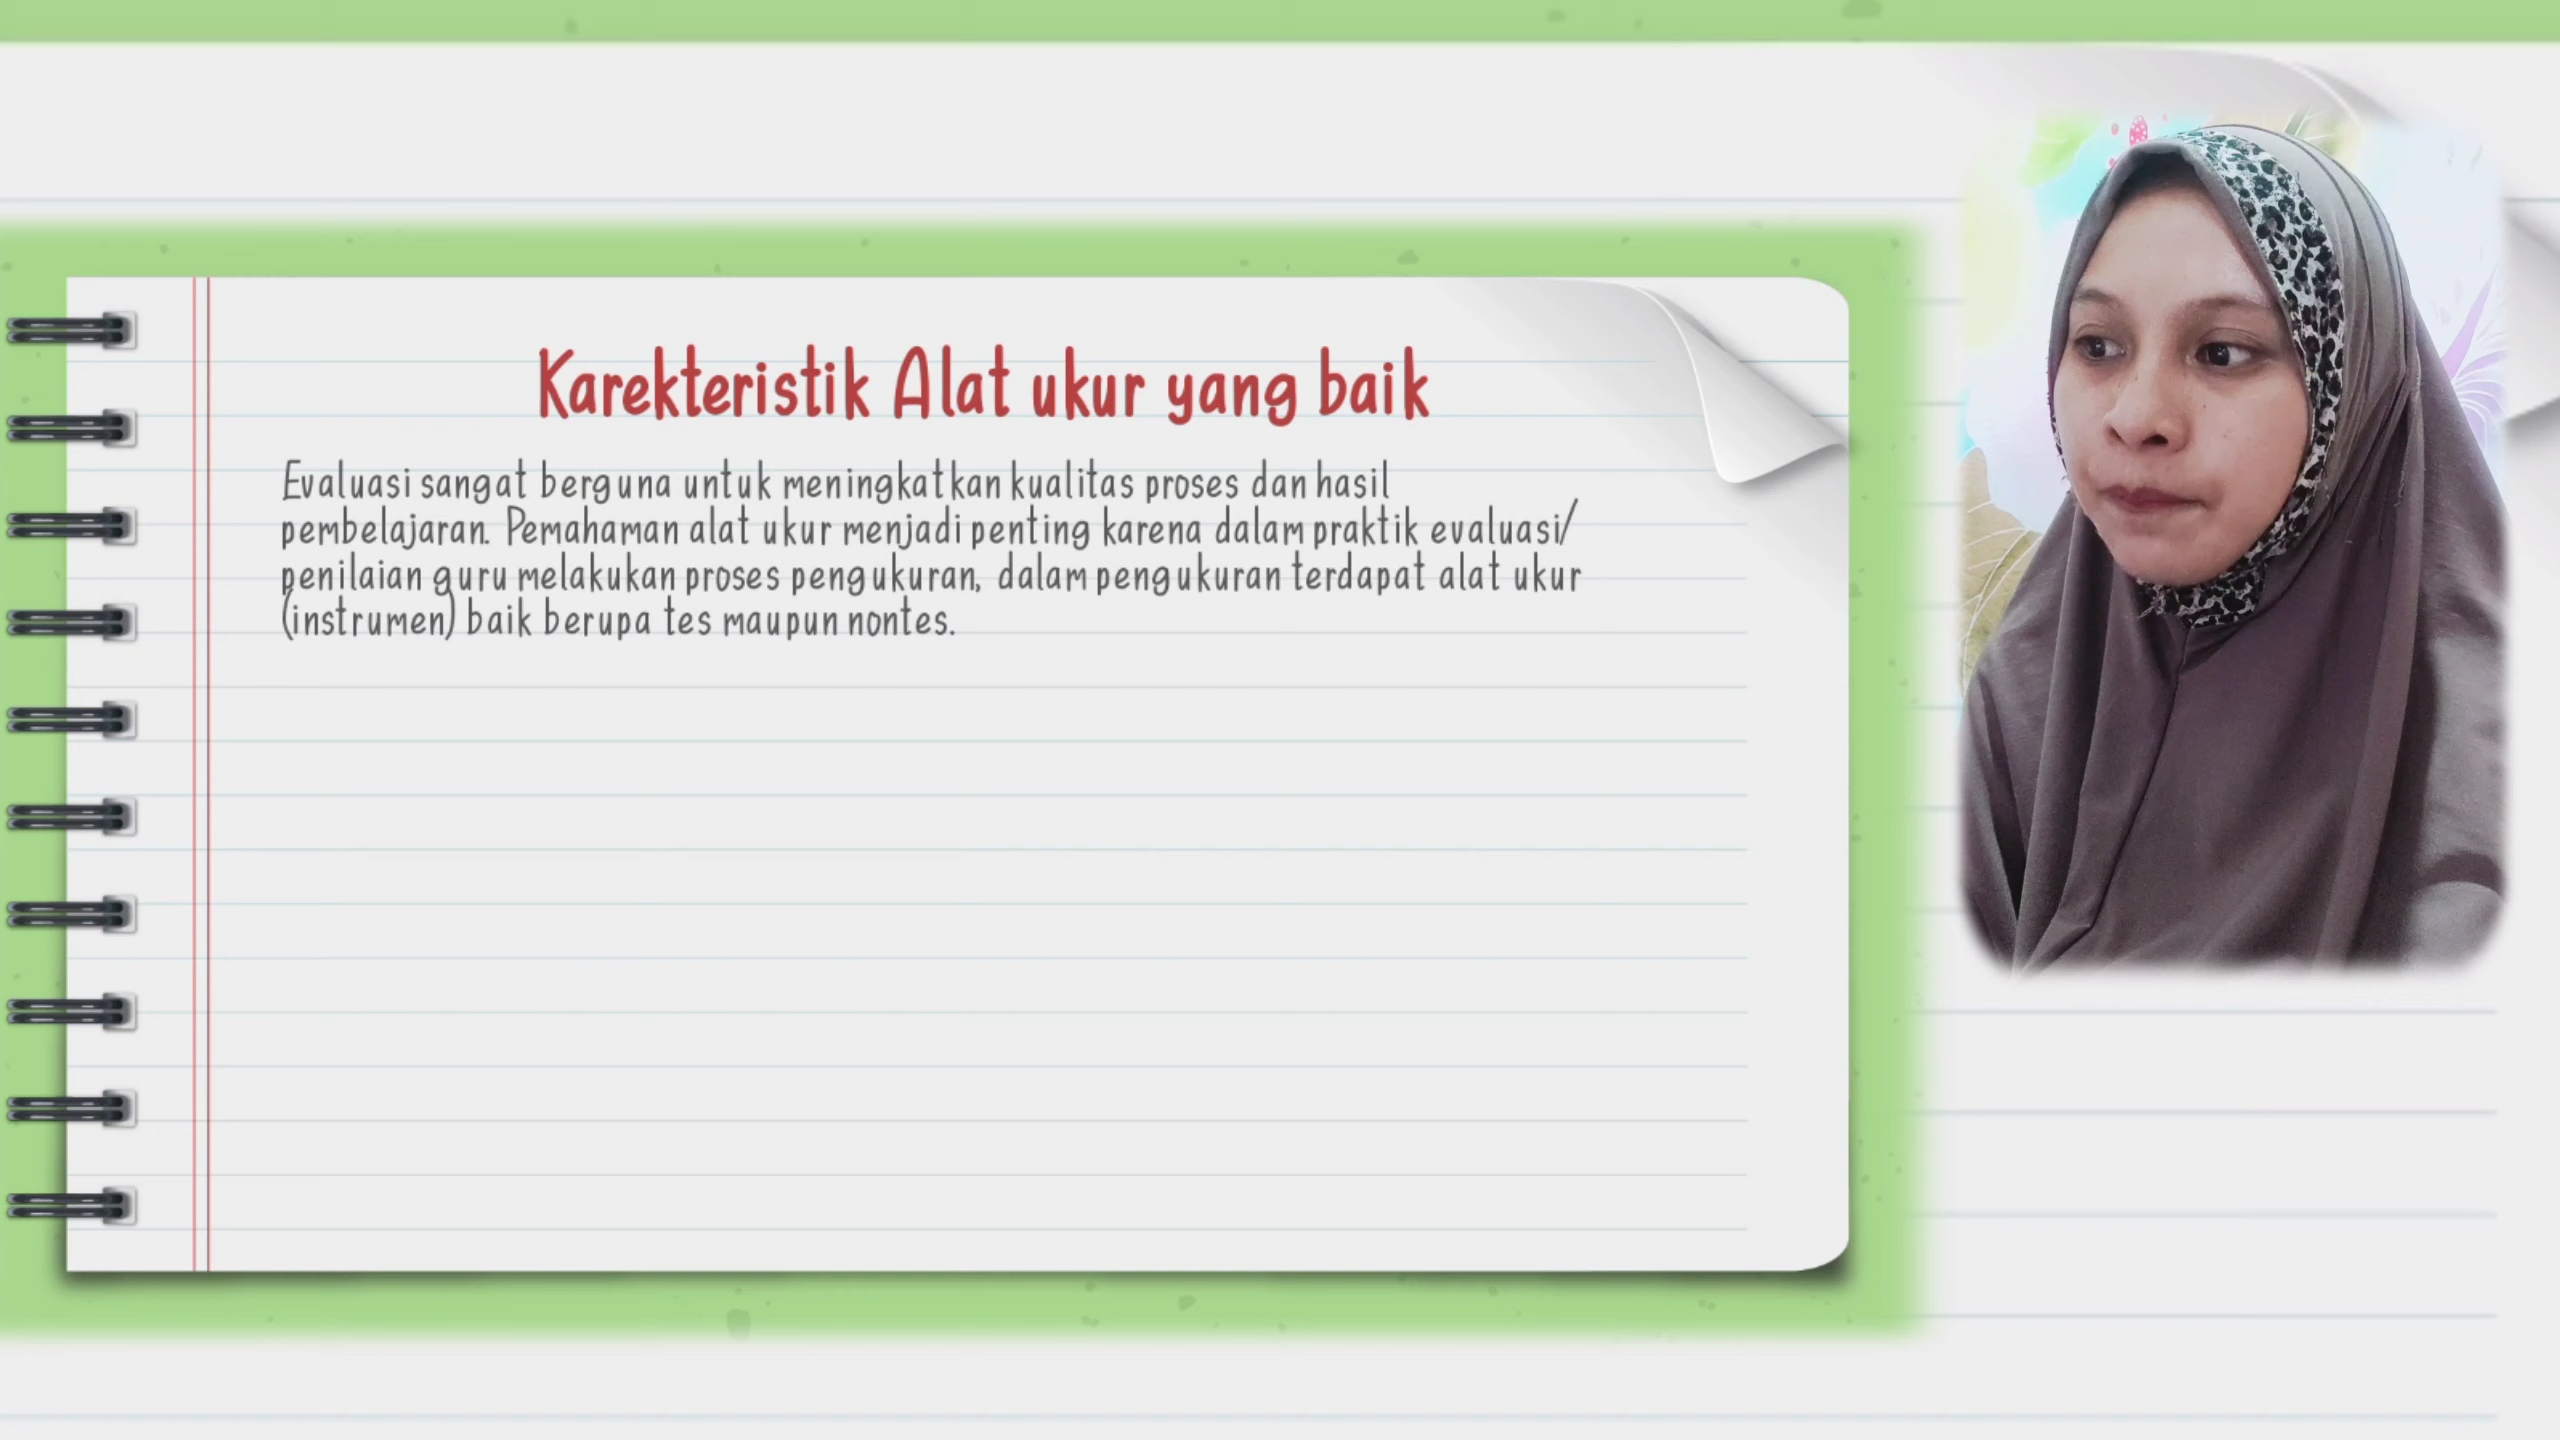 Karekteristik Alat ukur yang baik
Evaluasi sangat berguna untuk meningkatkan kualitas proses dan hasil
pembelajaran. Pemahaman alat ukur menjadi penting karena dalam praktik evaluasi/
penilaian guru melakukan proses pengukuran, dalam pengukuran terdapat alat ukur
(instrumen) baik berupa tes maupun nontes.